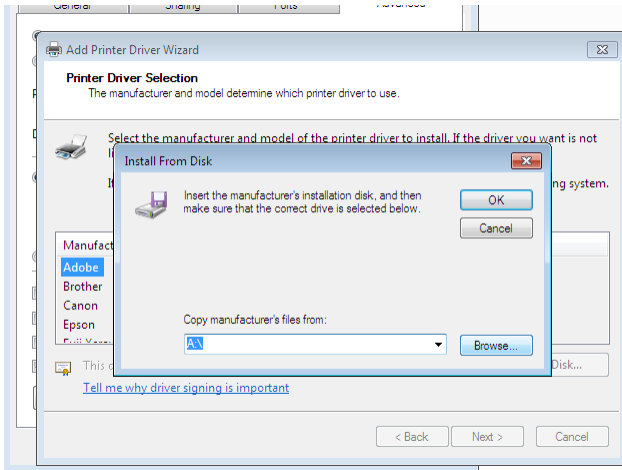 General Sharing Ports Advanced
Add Printer Driver Wizard
Printer Driver Selection
The manufacturer and model determine which printer driver to use.
Select the manufacturer and model of the printer driver to install. If the driver you want is not
Install From Disk
ng system.
Insert the manufacturer's installation disk, and then
make sure that the correct drive is selected below.
OK
Cancel
Manufact
Adobe
Brother
Canon
Epson
Copy manufacturer's files from:
A:\
Browse...
This d
Disk...
Tell me why driver signing is important
< Back Next > Cancel